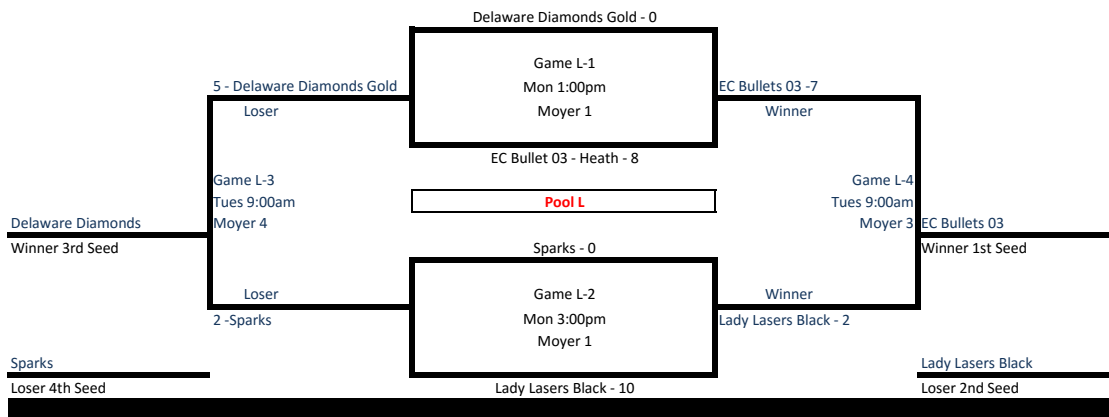 Delaware Diamonds Gold - 0
Game L-1
5 - Delaware Diamonds Gold
Mon 1:00pm
EC Bullets 03 -7
Loser
Moyer 1
Winner
EC Bullet 03 - Heath - 8
Game L-3
Game L-4
Tues 9:00am
Pool L
Tues 9:00am
Delaware Diamonds
Moyer 4
Moyer 3
EC Bullets 03
Winner 3rd Seed
Sparks - 0
Winner 1st Seed
Loser
Game L-2
Winner
2 -Sparks
Mon 3:00pm
Lady Lasers Black - 2
Moyer 1
Sparks
Lady Lasers Black
Loser 4th Seed
Lady Lasers Black - 10
Loser 2nd Seed